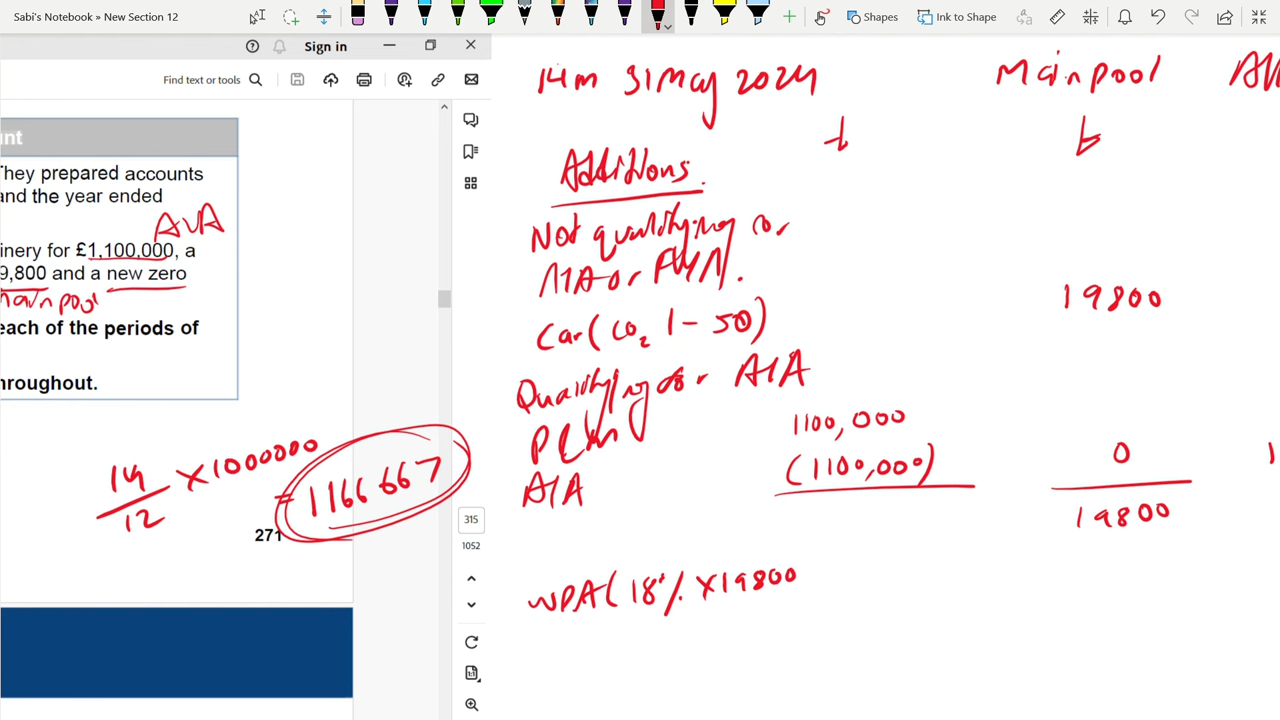 Sabi's Notebook » New Section 12
Shapes
Ink to Shape
Sign in
Find text or tools
unt
They prepared accounts
and the year ended
AIA
inery for £1,100,000, a
9,800 and a new zero
main pool
each of the periods of
hroughout.
14/12 × 1000000
= 1166 667
271
315
1052
14m 31 May 2024
Main pool
£
£
Additions.
Not qualifying for
AIA or FYA.
19800
Car (CO2 1 - 50)
Qualifying for AIA
P&M
1100,000
AIA
(1100,000)
0
1
19800
WDA (18% × 19800